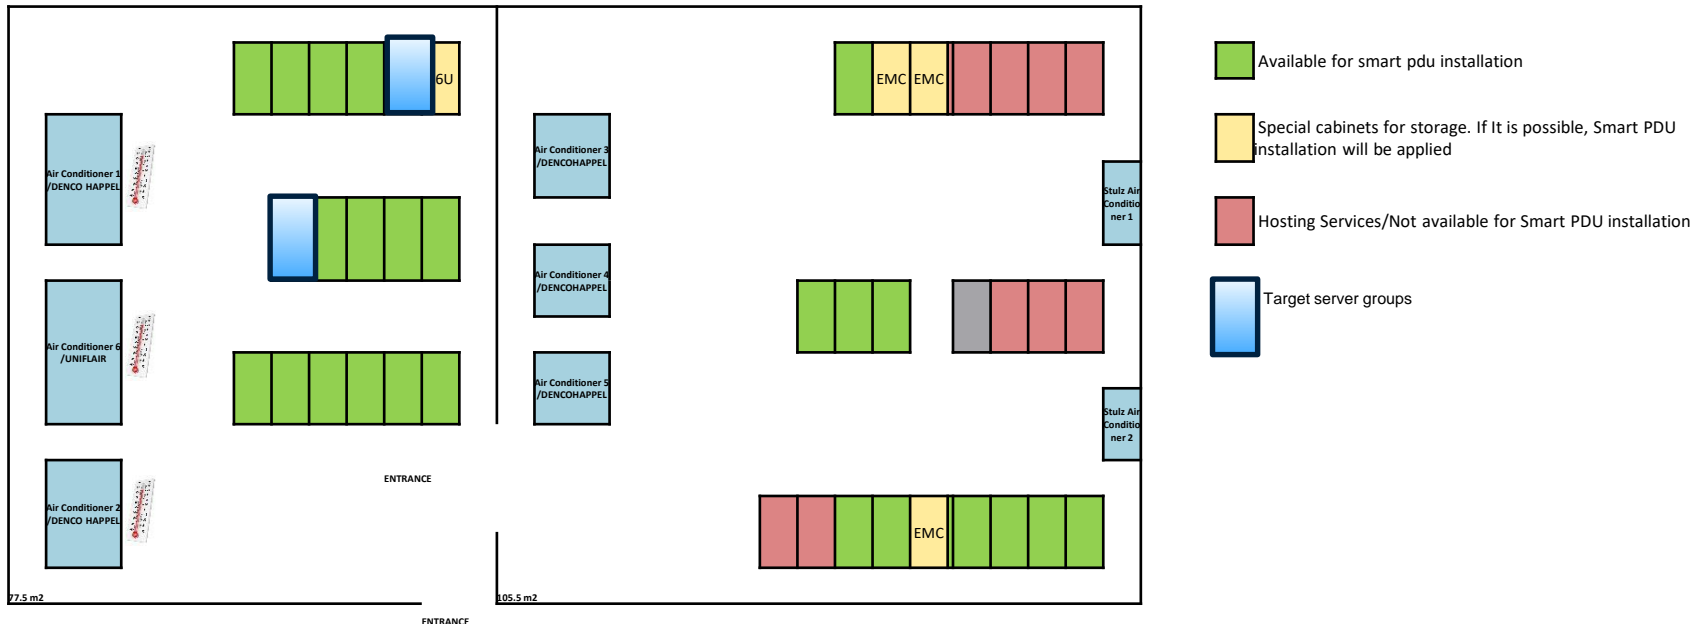 6U
EMC EMC
Air Conditioner 1
/DENCO HAPPEL
Air Conditioner 3
/DENCOHAPPEL
Stulz Air
Conditio
ner 1
Air Conditioner 4
/DENCOHAPPEL
Air Conditioner 6
/UNIFLAIR
Air Conditioner 5
/DENCOHAPPEL
Stulz Air
Conditio
ner 2
ENTRANCE
Air Conditioner 2
/DENCO HAPPEL
EMC
77.5 m2
105.5 m2
ENTRANCE
Available for smart pdu installation
Special cabinets for storage. If It is possible, Smart PDU
installation will be applied
Hosting Services/Not available for Smart PDU installation
Target server groups